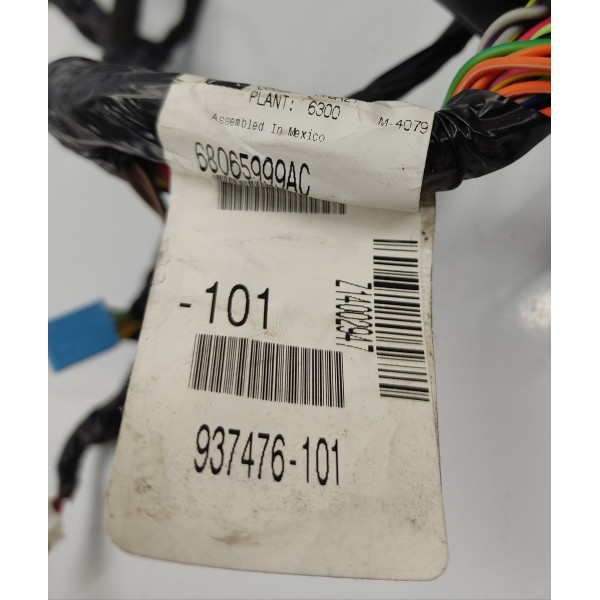 PLANT: 6300
M-4079
Assembled In Mexico
68065999AC
-101
937476-101